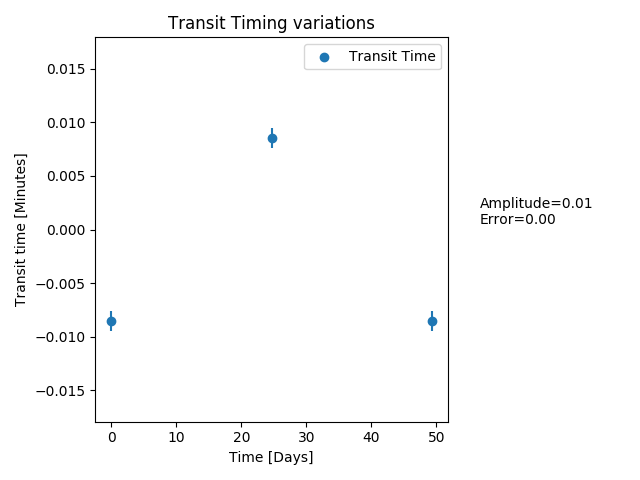 Transit Timing variations
Transit Time
0.015
0.010
0.005
0.000
−0.005
−0.010
−0.015
Transit time [Minutes]
Amplitude=0.01
Error=0.00
0 10 20 30 40 50
Time [Days]